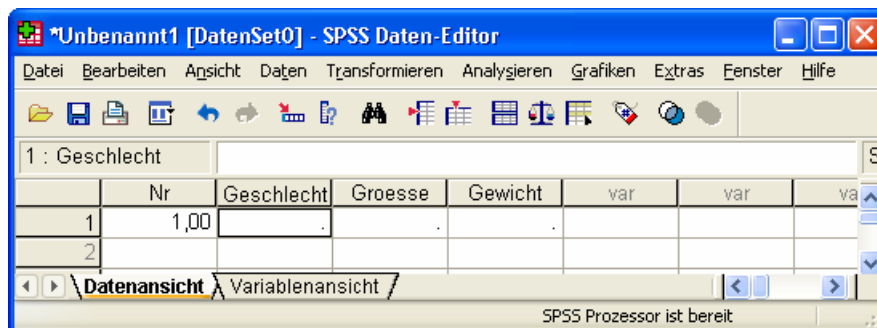 *Unbenannt1 [DatenSet0] - SPSS Daten-Editor
Datei Bearbeiten Ansicht Daten Transformieren Analysieren Grafiken Extras Fenster Hilfe
1 : Geschlecht S
Nr Geschlecht Groesse Gewicht var var va
1 1,00 . . .
2
Datenansicht Variablenansicht
SPSS Prozessor ist bereit